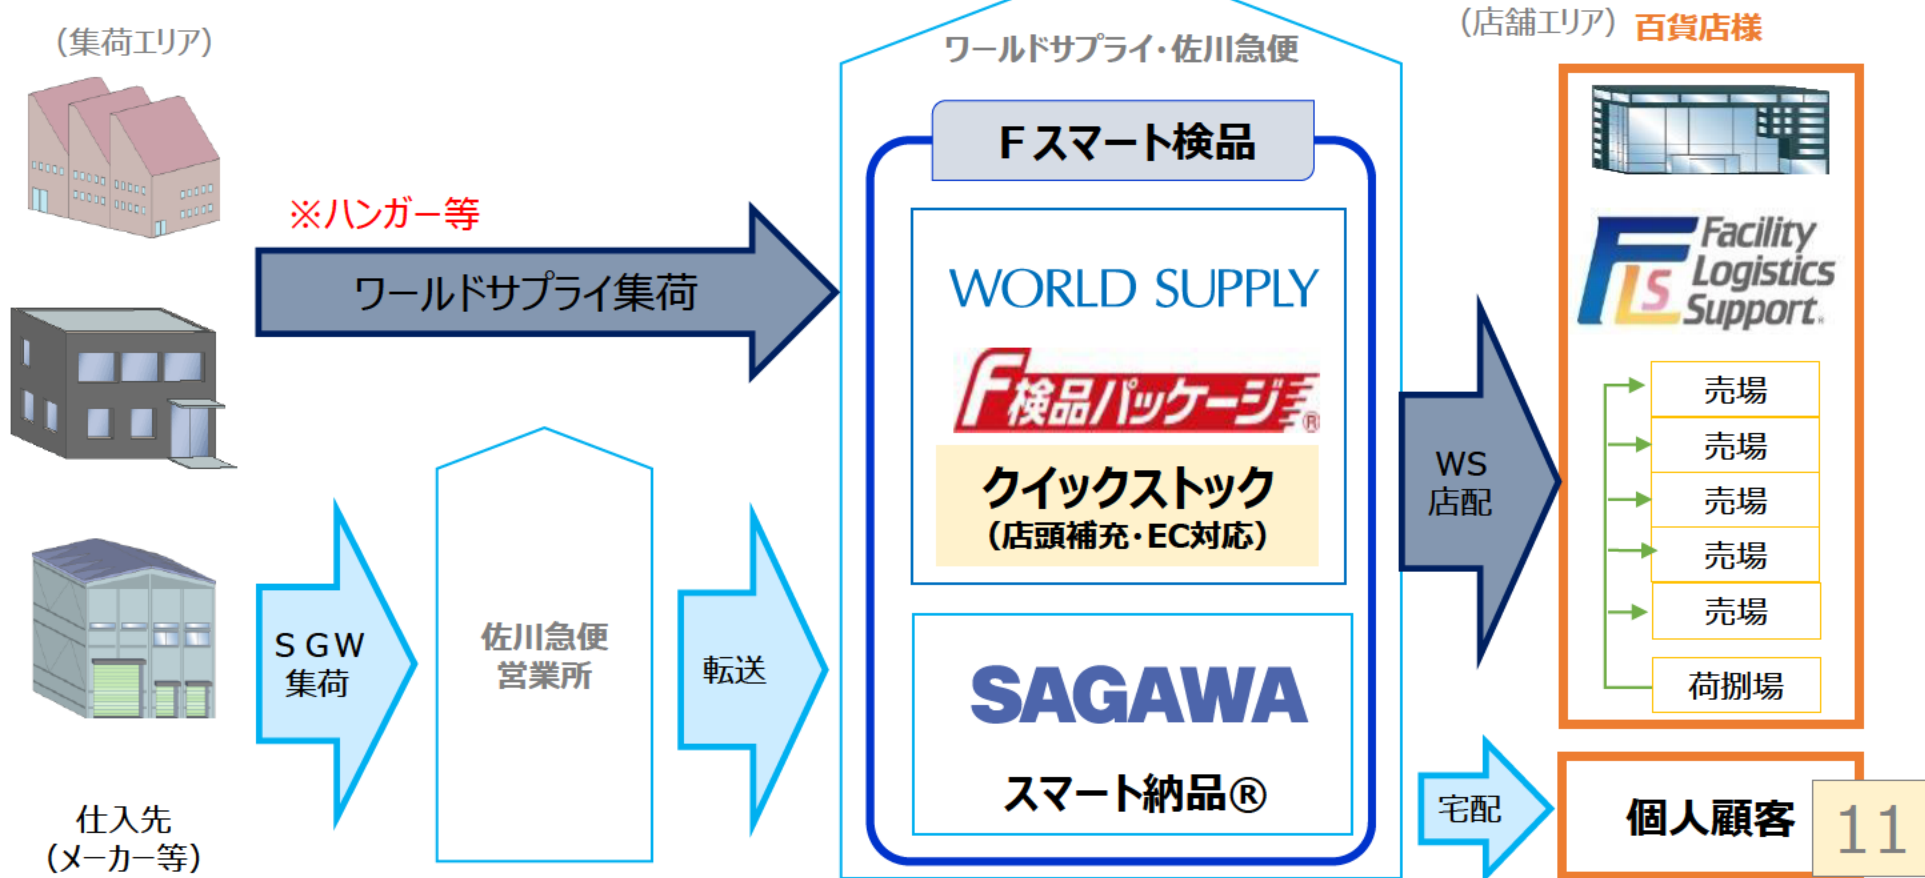 （集荷エリア）
※ハンガー等
ワールドサプライ集荷
ＳＧＷ
集荷
仕入先
（メーカー等）
佐川急便
営業所
転送
ワールドサプライ・佐川急便
Ｆスマート検品
WORLD SUPPLY
F検品パッケージ®
クイックストック
（店頭補充・EC対応）
SAGAWA
スマート納品®
WS
店配
宅配
（店舗エリア）百貨店様
FLS
Facility
Logistics
Support®
売場
売場
売場
売場
売場
荷捌場
個人顧客
11